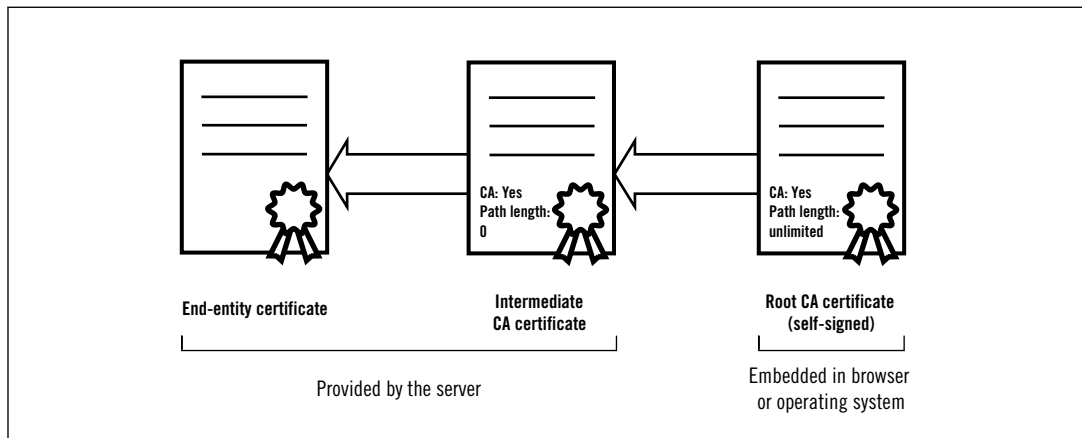 CA: Yes
Path length:
0
CA: Yes
Path length:
unlimited
End-entity certificate
Intermediate
CA certificate
Root CA certificate
(self-signed)
Provided by the server
Embedded in browser
or operating system